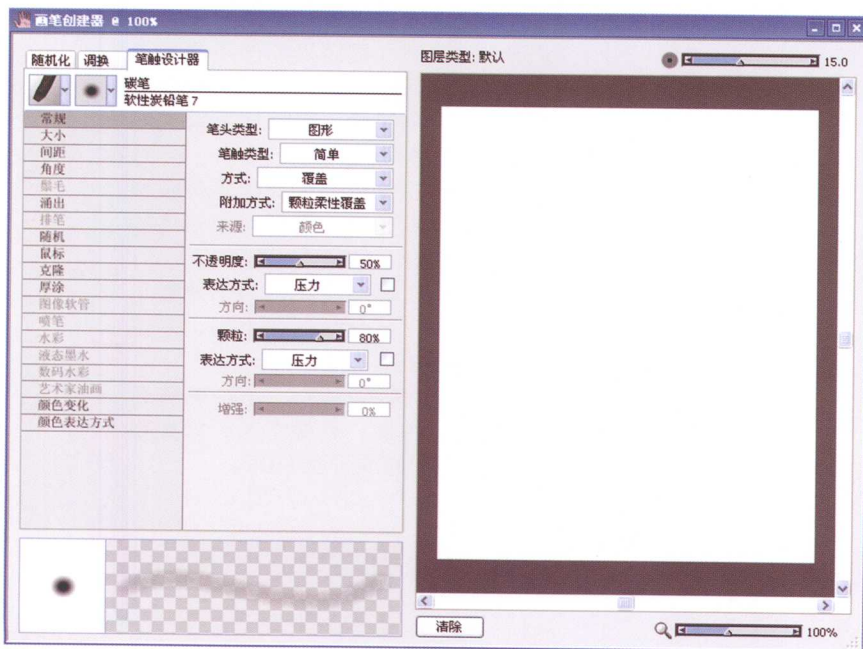 画笔创建器 @ 100%
随机化 调换 笔触设计器
碳笔
软性炭铅笔 7
常规
大小
间距
角度
鬃毛
涌出
排笔
随机
鼠标
克隆
厚涂
图像软管
喷笔
水彩
液态墨水
数码水彩
艺术家油画
颜色变化
颜色表达方式
笔头类型: 图形
笔触类型: 简单
方式: 覆盖
附加方式: 颗粒柔性覆盖
来源: 颜色
不透明度: 50%
表达方式: 压力
方向: 0°
颗粒: 80%
表达方式: 压力
方向: 0°
增强: 0%
图层类型: 默认 15.0
清除 100%